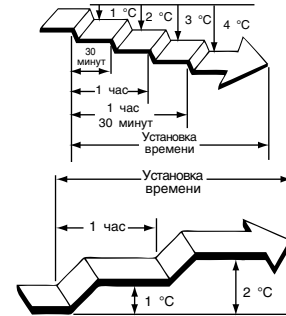 1 °C
2 °C
3 °C
4 °C
30
минут
1 час
1 час
30 минут
Установка
времени
Установка
времени
1 час
1 °C
2 °C